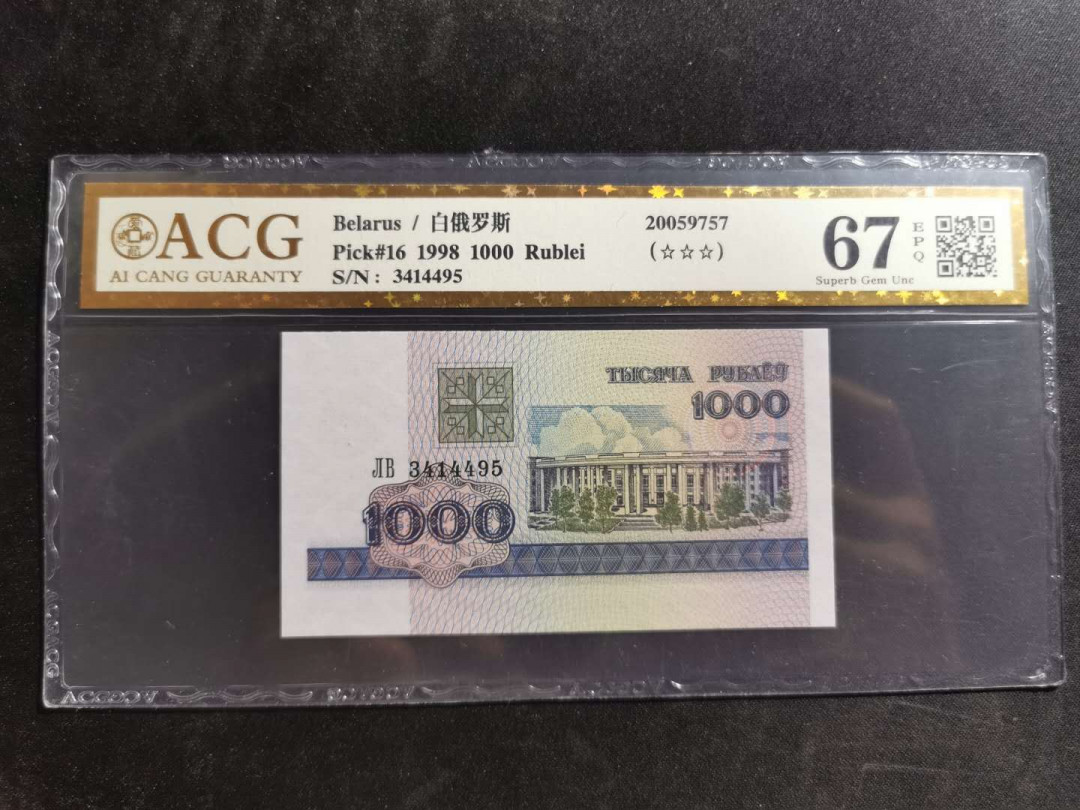 ACG
AI CANG GUARANTY
Belarus / 白俄罗斯
Pick#16 1998 1000 Rublei
S/N: 3414495
20059757
(☆☆☆)
67
EPQ
Superb Gem Unc
ТЫСЯЧА РУБЛЁЎ
1000
ЛВ 3414495
1000